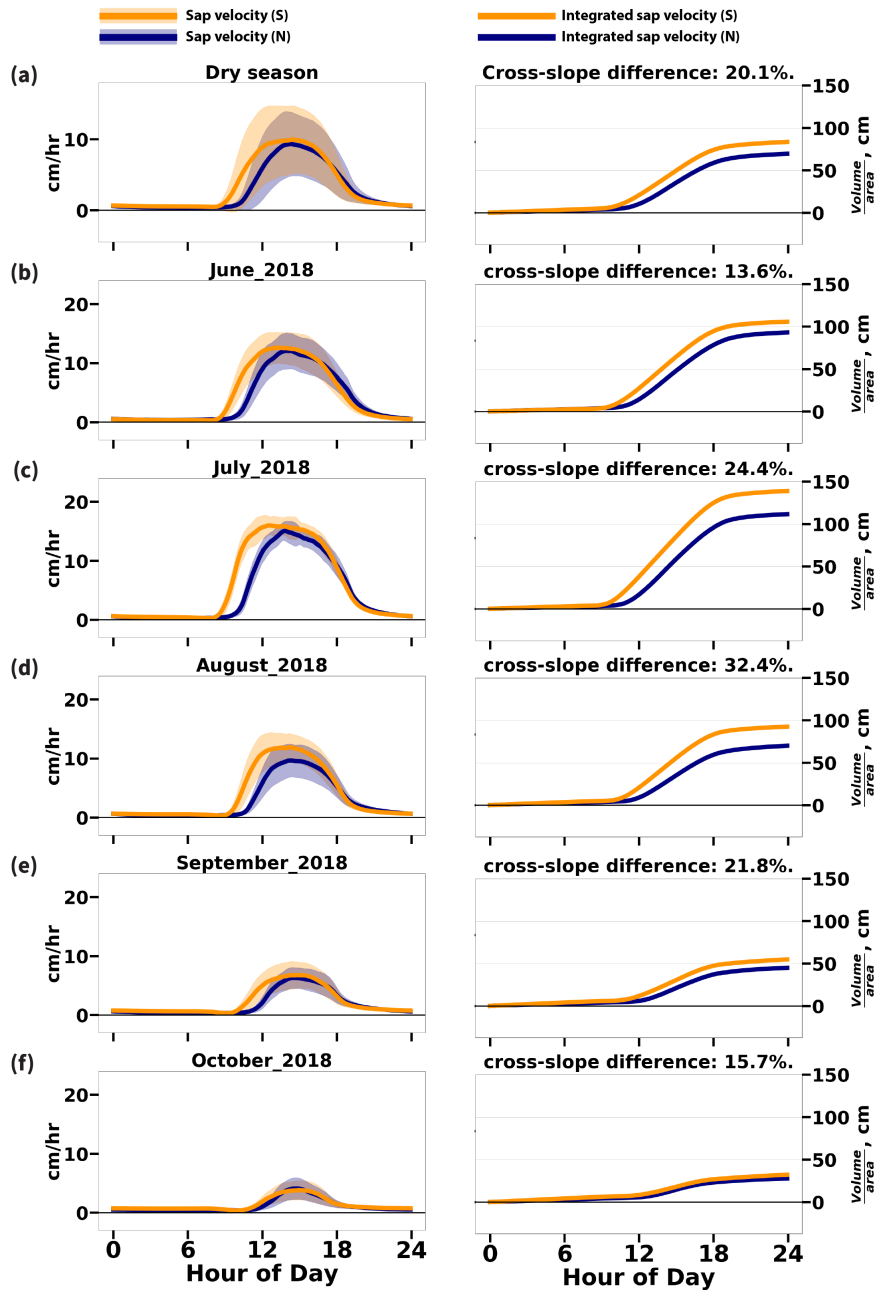 Sap velocity (S)
Sap velocity (N)
Integrated sap velocity (S)
Integrated sap velocity (N)
(a)
Dry season
10
0
cm/hr
Cross-slope difference: 20.1%.
150
100
50
0
Volume
area , cm
(b)
June_2018
20
10
0
cm/hr
cross-slope difference: 13.6%.
150
100
50
0
Volume
area , cm
(c)
July_2018
20
10
0
cm/hr
cross-slope difference: 24.4%.
150
100
50
0
Volume
area , cm
(d)
August_2018
20
10
0
cm/hr
cross-slope difference: 32.4%.
150
100
50
0
Volume
area , cm
(e)
September_2018
20
10
0
cm/hr
cross-slope difference: 21.8%.
150
100
50
0
Volume
area , cm
(f)
October_2018
20
10
0
cm/hr
0 6 12 18 24
Hour of Day
cross-slope difference: 15.7%.
150
100
50
0
Volume
area , cm
0 6 12 18 24
Hour of Day